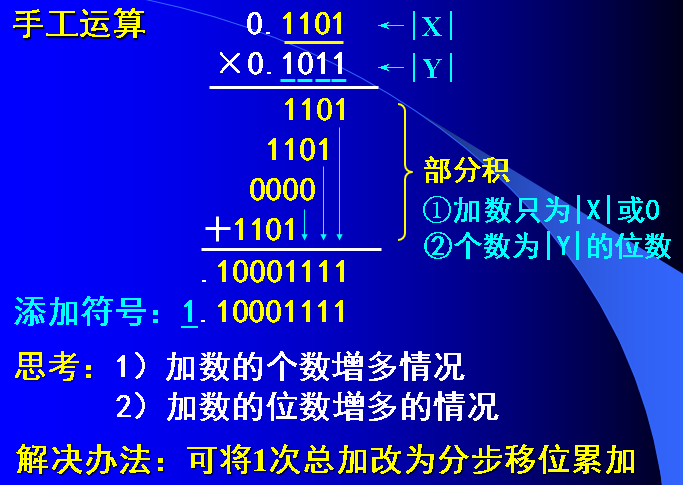 手工运算
0.1101 ←|X|
×0.1011 ←|Y|
1101
1101
0000
+1101
部分积
①加数只为|X|或0
②个数为|Y|的位数
.10001111
添加符号：1.10001111
思考：1）加数的个数增多情况
2）加数的位数增多的情况
解决办法：可将1次总加改为分步移位累加